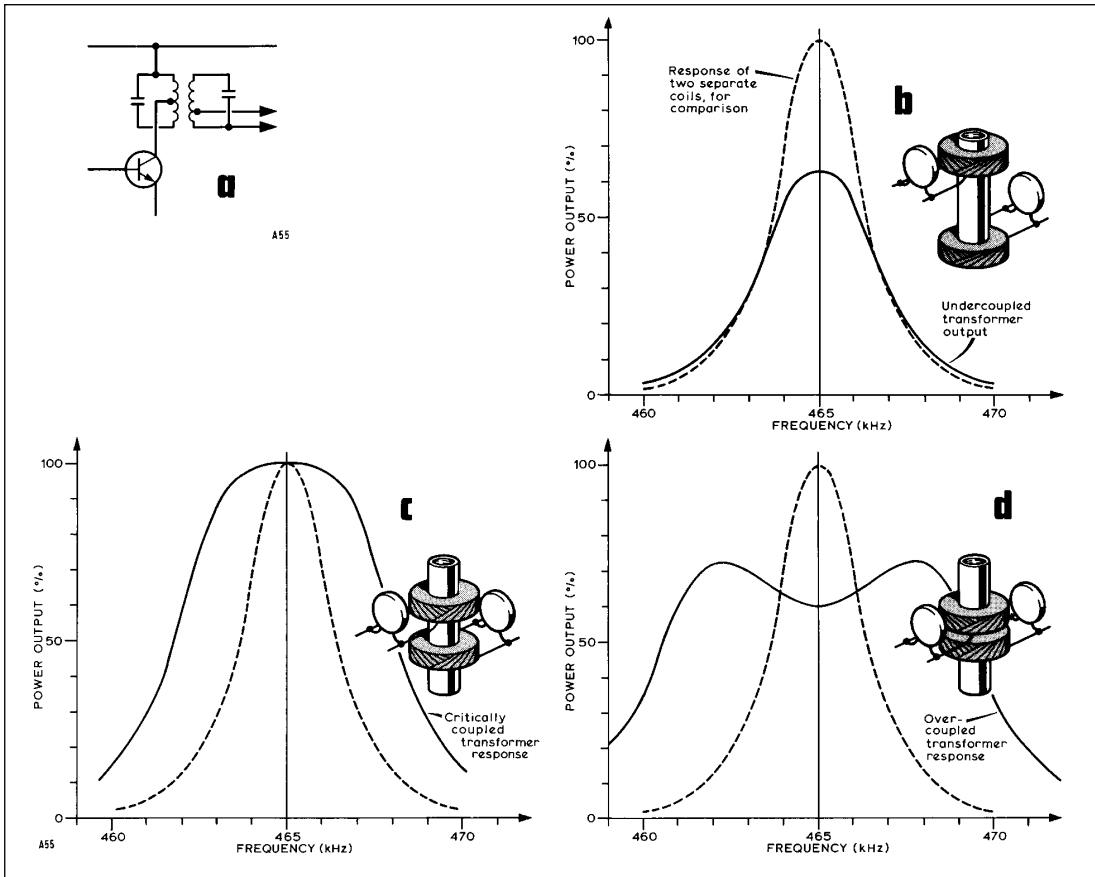 a
A55
100
50
0
POWER OUTPUT (%)
Response of
two separate
coils, for
comparison
b
Undercoupled
transformer
output
460
465
470
FREQUENCY (kHz)
100
50
0
POWER OUTPUT (%)
c
Critically
coupled
transformer
response
460
465
470
FREQUENCY (kHz)
A55
100
50
0
POWER OUTPUT (%)
d
Over-
coupled
transformer
response
460
465
470
FREQUENCY (kHz)